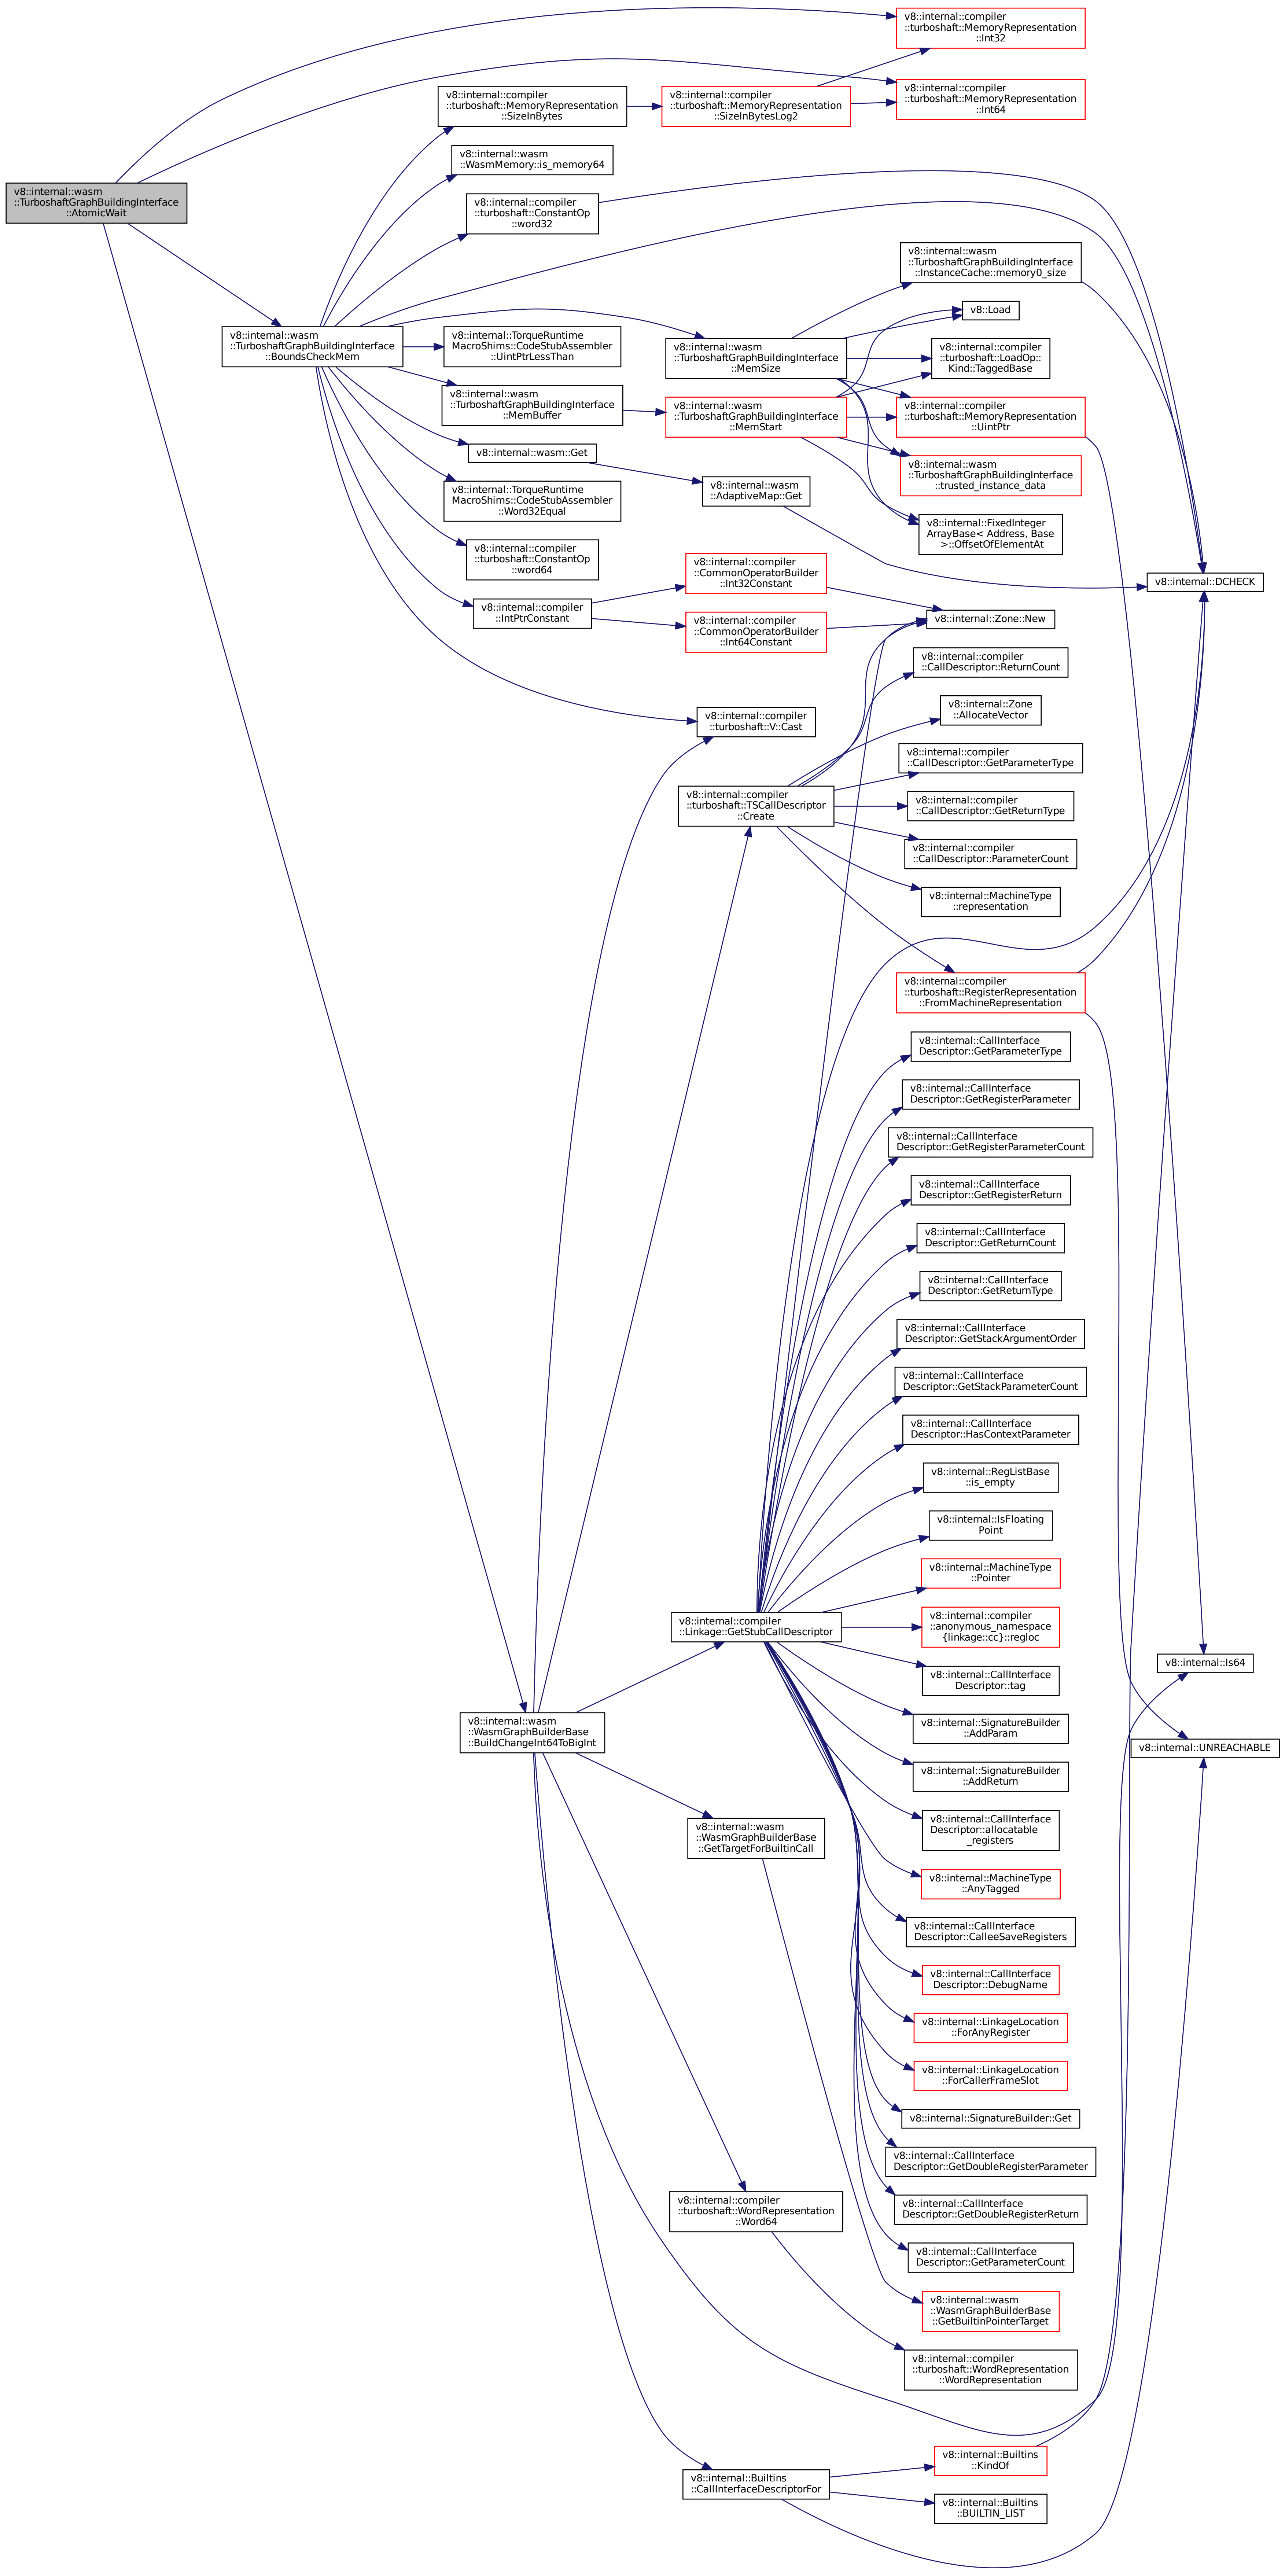 v8::internal::compiler
::turboshaft::MemoryRepresentation
::Int32
v8::internal::compiler
::turboshaft::MemoryRepresentation
::Int64
v8::internal::compiler
::turboshaft::MemoryRepresentation
::SizeInBytes
v8::internal::compiler
::turboshaft::MemoryRepresentation
::SizeInBytesLog2
v8::internal::wasm
::WasmMemory::is_memory64
v8::internal::wasm
::TurboshaftGraphBuildingInterface
::AtomicWait
v8::internal::compiler
::turboshaft::ConstantOp
::word32
v8::internal::wasm
::TurboshaftGraphBuildingInterface
::InstanceCache::memory0_size
v8::Load
v8::internal::wasm
::TurboshaftGraphBuildingInterface
::BoundsCheckMem
v8::internal::TorqueRuntime
MacroShims::CodeStubAssembler
::UintPtrLessThan
v8::internal::wasm
::TurboshaftGraphBuildingInterface
::MemSize
v8::internal::compiler
::turboshaft::LoadOp::
Kind::TaggedBase
v8::internal::wasm
::TurboshaftGraphBuildingInterface
::MemBuffer
v8::internal::wasm
::TurboshaftGraphBuildingInterface
::MemStart
v8::internal::compiler
::turboshaft::MemoryRepresentation
::UintPtr
v8::internal::wasm::Get
v8::internal::wasm
::TurboshaftGraphBuildingInterface
::trusted_instance_data
v8::internal::TorqueRuntime
MacroShims::CodeStubAssembler
::Word32Equal
v8::internal::wasm
::AdaptiveMap::Get
v8::internal::FixedInteger
ArrayBase< Address, Base
>::OffsetOfElementAt
v8::internal::compiler
::turboshaft::ConstantOp
::word64
v8::internal::compiler
::CommonOperatorBuilder
::Int32Constant
v8::internal::DCHECK
v8::internal::compiler
::IntPtrConstant
v8::internal::compiler
::CommonOperatorBuilder
::Int64Constant
v8::internal::Zone::New
v8::internal::compiler
::CallDescriptor::ReturnCount
v8::internal::compiler
::turboshaft::V::Cast
v8::internal::Zone
::AllocateVector
v8::internal::compiler
::CallDescriptor::GetParameterType
v8::internal::compiler
::turboshaft::TSCallDescriptor
::Create
v8::internal::compiler
::CallDescriptor::GetReturnType
v8::internal::compiler
::CallDescriptor::ParameterCount
v8::internal::MachineType
::representation
v8::internal::compiler
::turboshaft::RegisterRepresentation
::FromMachineRepresentation
v8::internal::CallInterface
Descriptor::GetParameterType
v8::internal::CallInterface
Descriptor::GetRegisterParameter
v8::internal::CallInterface
Descriptor::GetRegisterParameterCount
v8::internal::CallInterface
Descriptor::GetRegisterReturn
v8::internal::CallInterface
Descriptor::GetReturnCount
v8::internal::CallInterface
Descriptor::GetReturnType
v8::internal::CallInterface
Descriptor::GetStackArgumentOrder
v8::internal::CallInterface
Descriptor::GetStackParameterCount
v8::internal::CallInterface
Descriptor::HasContextParameter
v8::internal::RegListBase
::is_empty
v8::internal::IsFloating
Point
v8::internal::MachineType
::Pointer
v8::internal::compiler
::Linkage::GetStubCallDescriptor
v8::internal::compiler
::anonymous_namespace
{linkage::cc}::regloc
v8::internal::Is64
v8::internal::CallInterface
Descriptor::tag
v8::internal::wasm
::WasmGraphBuilderBase
::BuildChangeInt64ToBigInt
v8::internal::SignatureBuilder
::AddParam
v8::internal::UNREACHABLE
v8::internal::SignatureBuilder
::AddReturn
v8::internal::wasm
::WasmGraphBuilderBase
::GetTargetForBuiltinCall
v8::internal::CallInterface
Descriptor::allocatable
_registers
v8::internal::MachineType
::AnyTagged
v8::internal::CallInterface
Descriptor::CalleeSaveRegisters
v8::internal::CallInterface
Descriptor::DebugName
v8::internal::LinkageLocation
::ForAnyRegister
v8::internal::LinkageLocation
::ForCallerFrameSlot
v8::internal::SignatureBuilder::Get
v8::internal::CallInterface
Descriptor::GetDoubleRegisterParameter
v8::internal::compiler
::turboshaft::WordRepresentation
::Word64
v8::internal::CallInterface
Descriptor::GetDoubleRegisterReturn
v8::internal::CallInterface
Descriptor::GetParameterCount
v8::internal::wasm
::WasmGraphBuilderBase
::GetBuiltinPointerTarget
v8::internal::compiler
::turboshaft::WordRepresentation
::WordRepresentation
v8::internal::Builtins
::KindOf
v8::internal::Builtins
::CallInterfaceDescriptorFor
v8::internal::Builtins
::BUILTIN_LIST